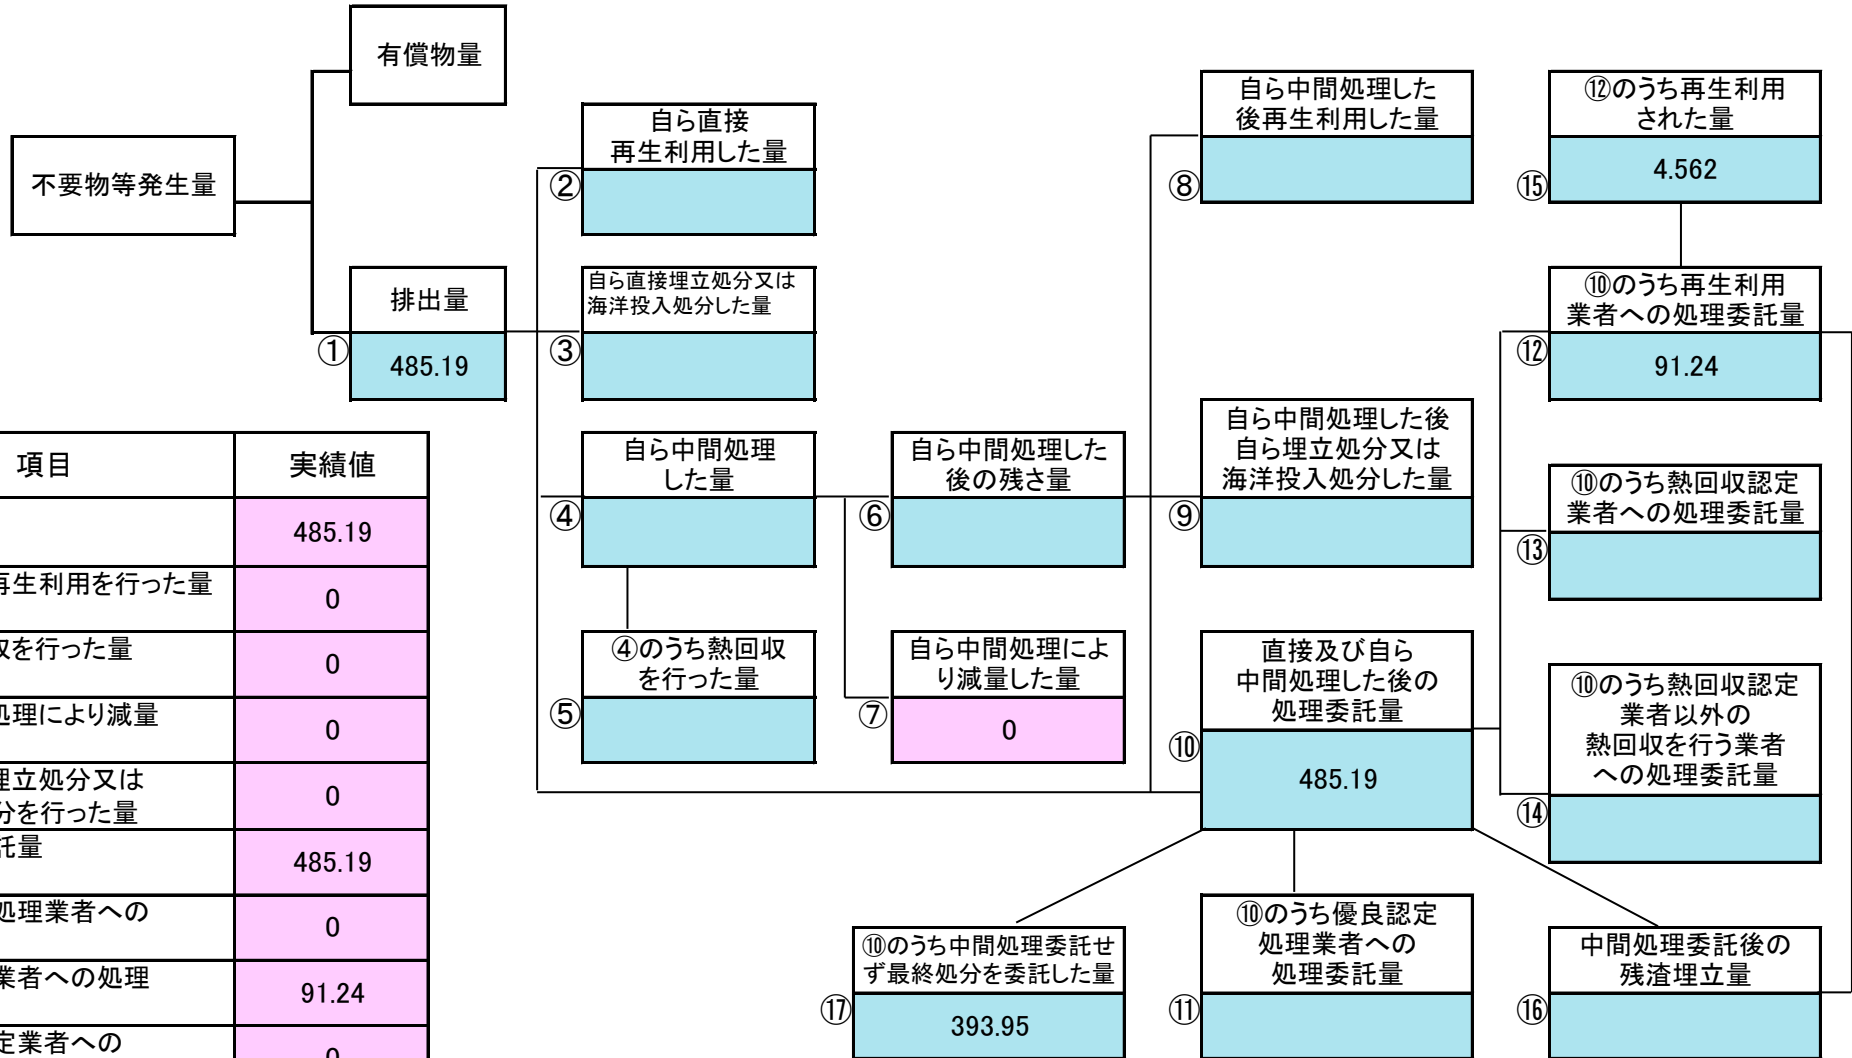 有償物量
不要物等発生量
排出量
①
485.19
自ら直接
再生利用した量
②
自ら直接埋立処分又は
海洋投入処分した量
③
自ら中間処理
した量
④
④のうち熱回収
を行った量
⑤
自ら中間処理した
後の残さ量
⑥
自ら中間処理によ
り減量した量
⑦
0
自ら中間処理した
後再生利用した量
⑧
自ら中間処理した後
自ら埋立処分又は
海洋投入処分した量
⑨
直接及び自ら
中間処理した後の
処理委託量
⑩
485.19
⑫のうち再生利用
された量
⑮
4.562
⑩のうち再生利用
業者への処理委託量
⑫
91.24
⑩のうち熱回収認定
業者への処理委託量
⑬
⑩のうち熱回収認定
業者以外の
熱回収を行う業者
への処理委託量
⑭
⑩のうち中間処理委託せ
ず最終処分を委託した量
⑰
393.95
⑩のうち優良認定
処理業者への
処理委託量
⑪
中間処理委託後の
残渣埋立量
⑯
項目 実績値
485.19
再生利用を行った量 0
を行った量 0
処理により減量 0
埋立処分又は
分を行った量 0
託量 485.19
処理業者への 0
業者への処理 91.24
定業者への 0